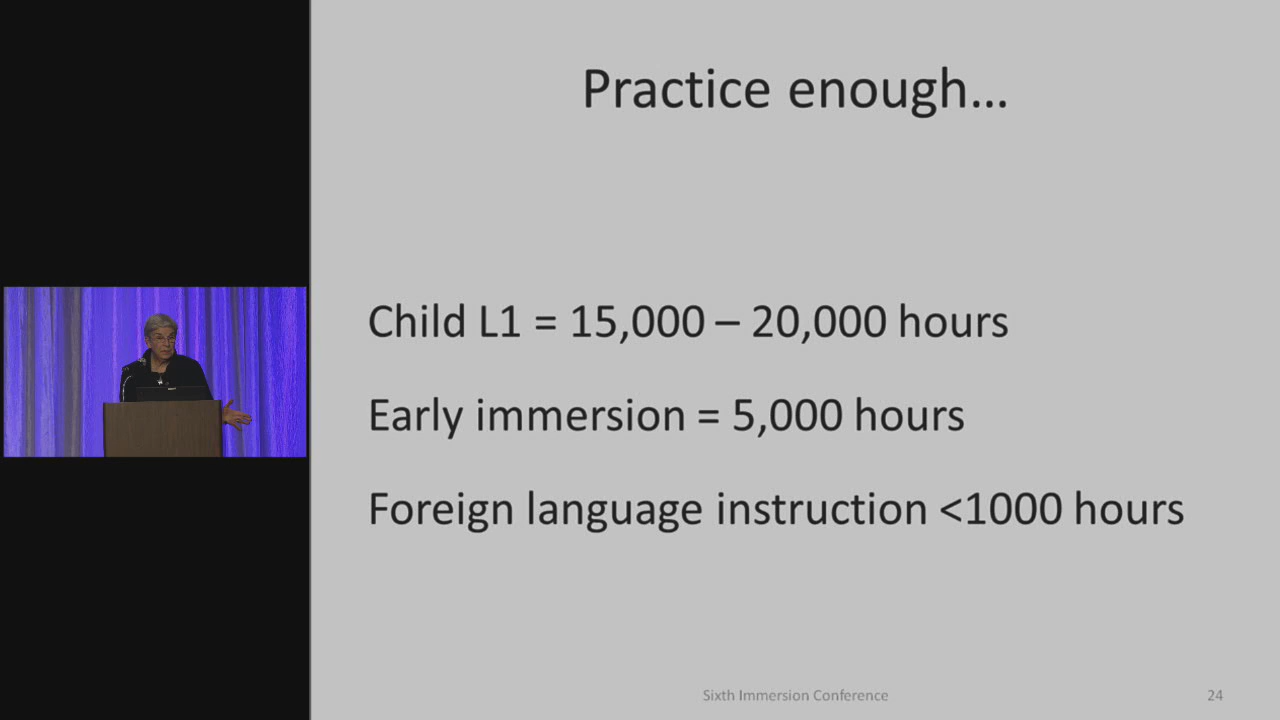 Practice enough...
Child L1 = 15,000 – 20,000 hours
Early immersion = 5,000 hours
Foreign language instruction <1000 hours
Sixth Immersion Conference
24